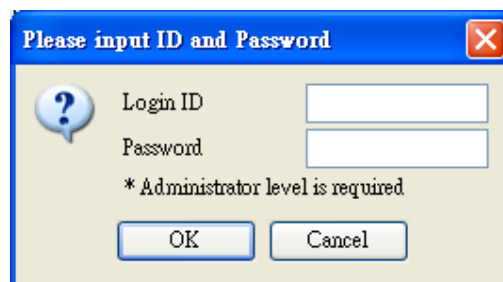 Please input ID and Password
Login ID
Password
* Administrator level is required
OK Cancel